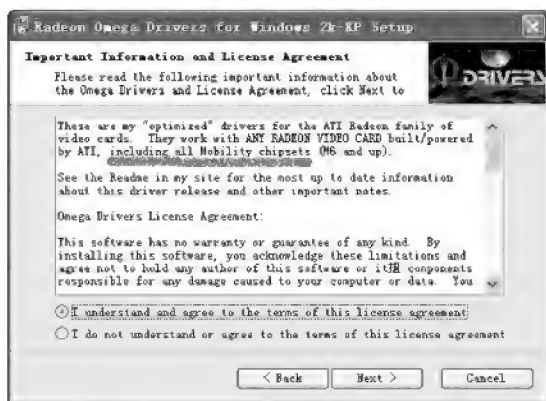 Radeon Omega Drivers for Windows 2k-XP Setup
Important Information and License Agreement
Please read the following important information about
the Omega Drivers and License Agreement, click Next to
DRIVERS
These are my "optimized" drivers for the ATI Radeon family of
video cards. They work with ANY RADEON VIDEO CARD built/powered
by ATI, including all Mobility chipsets (M6 and up).
See the Readme in my site for the most up to date information
about this driver release and other important notes.
Omega Drivers License Agreement:
This software has no warranty or guarantee of any kind. By
installing this software, you acknowledge these limitations and
agree not to hold any author of this software or it掲 components
responsible for any damage caused to your computer or data. You
I understand and agree to the terms of this license agreement
I do not understand or agree to the terms of this license agreement
< Back
Next >
Cancel